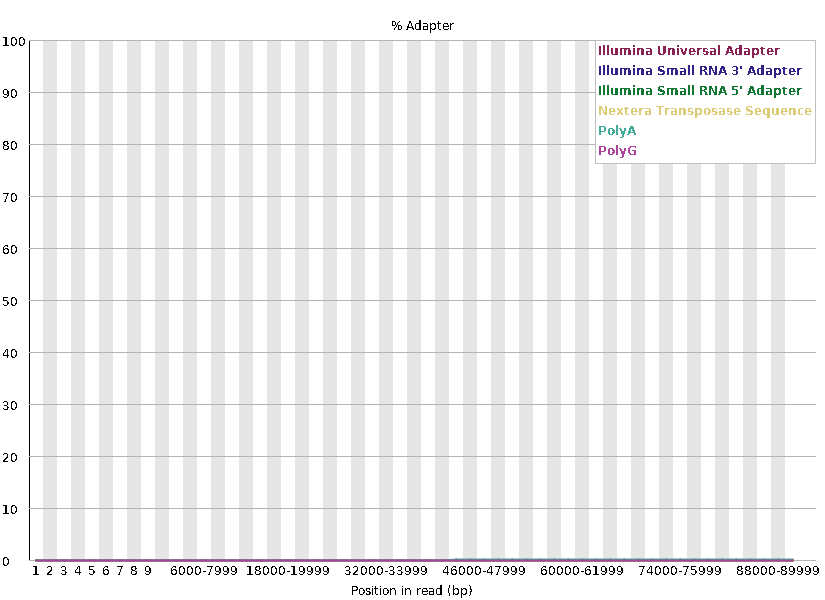 % Adapter
100
90
80
70
60
50
40
30
20
10
0
Illumina Universal Adapter
Illumina Small RNA 3' Adapter
Illumina Small RNA 5' Adapter
Nextera Transposase Sequence
PolyA
PolyG
1 2 3 4 5 6 7 8 9 6000-7999 18000-19999 32000-33999 46000-47999 60000-61999 74000-75999 88000-89999
Position in read (bp)